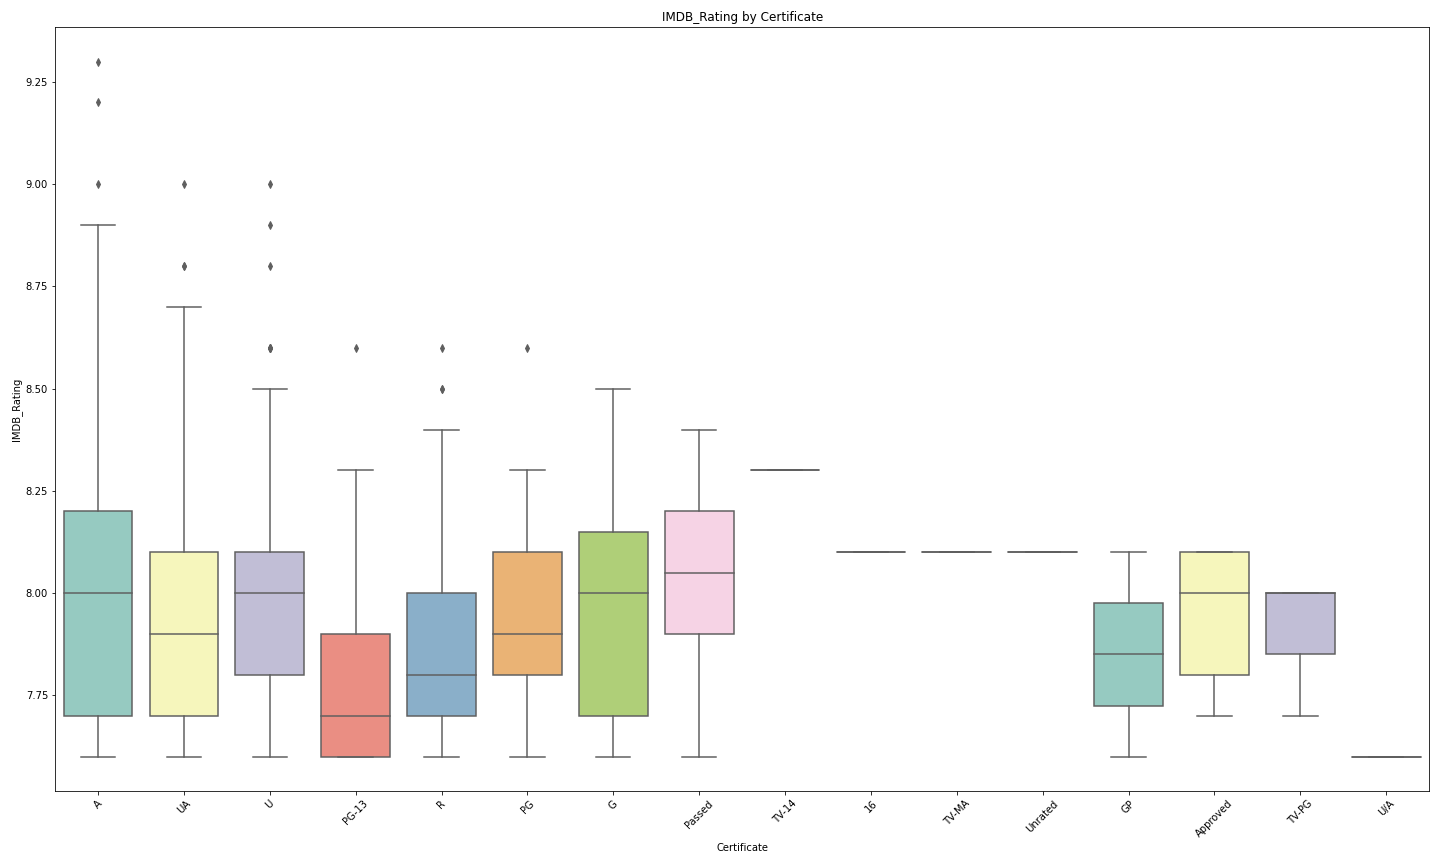 IMDB_Rating by Certificate
9.25
9.00
8.75
8.50
8.25
8.00
7.75
IMDB_Rating
A
UA
U
PG-13
R
PG
G
Passed
TV-14
16
TV-MA
Unrated
GP
Approved
TV-PG
U/A
Certificate